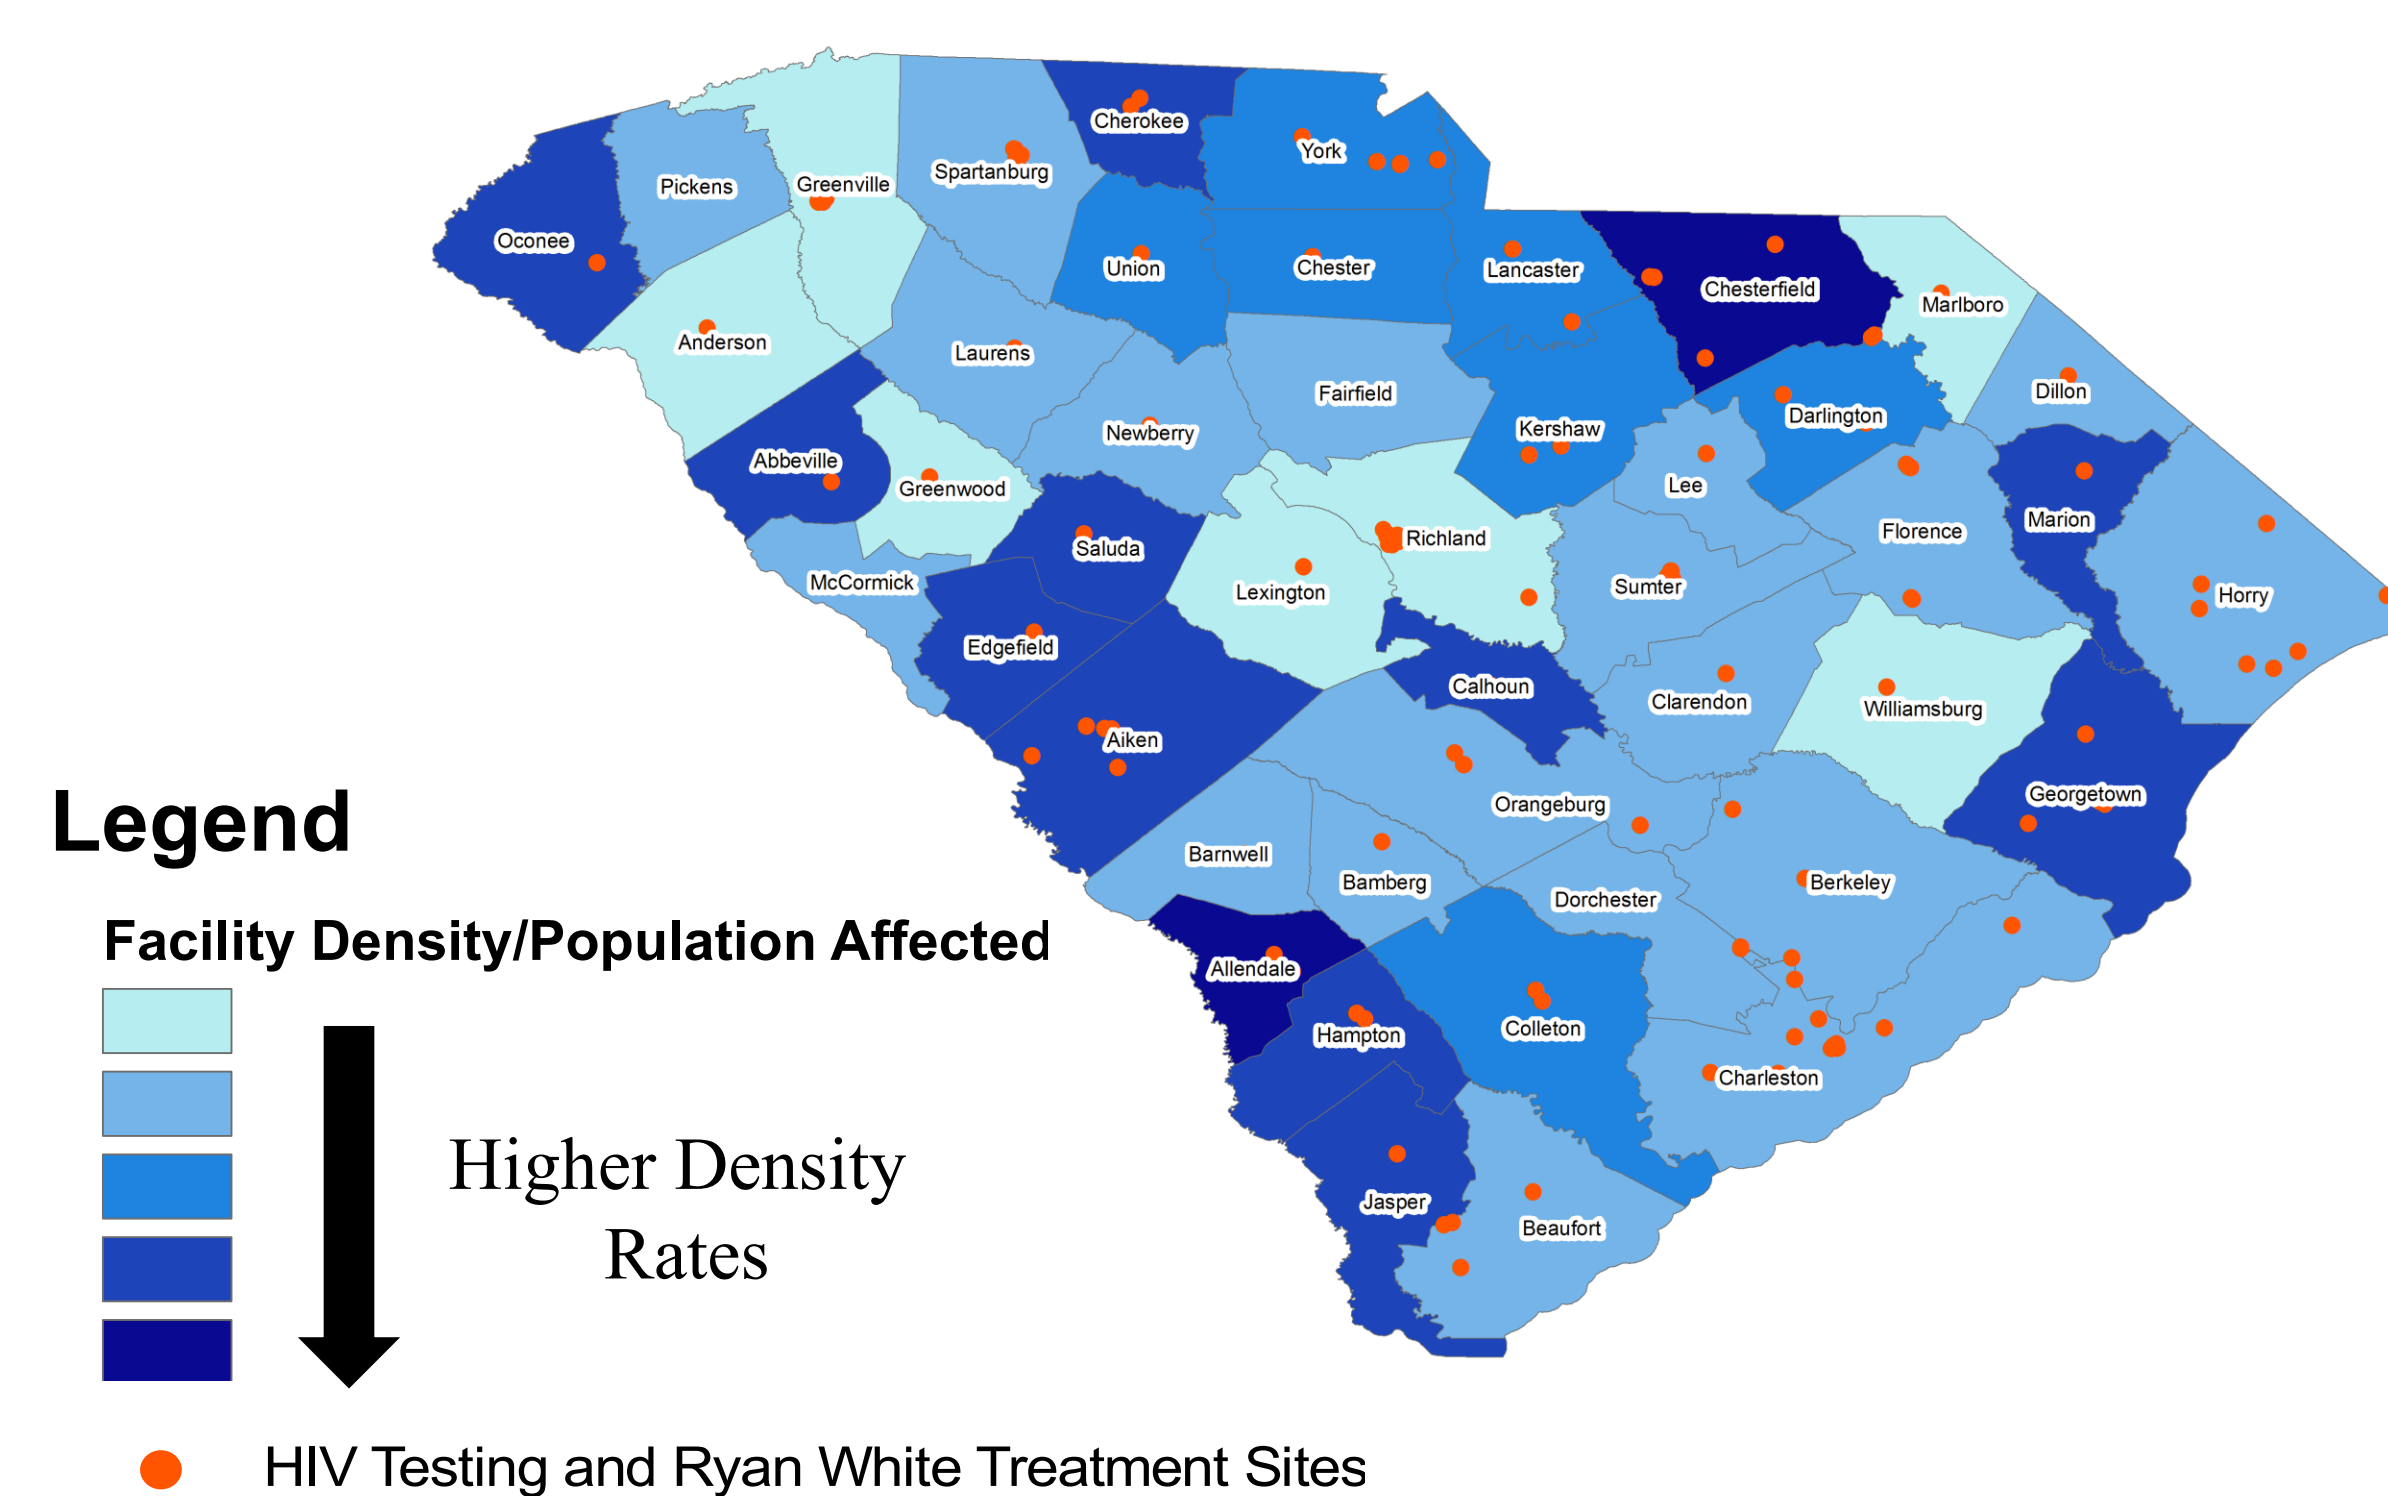 Cherokee
York
Spartanburg
Pickens
Greenville
Oconee
Union
Chester
Lancaster
Chesterfield
Marlboro
Anderson
Laurens
Fairfield
Dillon
Darlington
Newberry
Kershaw
Abbeville
Greenwood
Lee
Marion
Florence
Saluda
Richland
McCormick
Lexington
Sumter
Horry
Edgefield
Calhoun
Clarendon
Williamsburg
Aiken
Georgetown
Orangeburg
Legend
Barnwell
Bamberg
Berkeley
Dorchester
Facility Density/Population Affected
Allendale
Hampton
Colleton
Charleston
Higher Density
Rates
Jasper
Beaufort
HIV Testing and Ryan White Treatment Sites